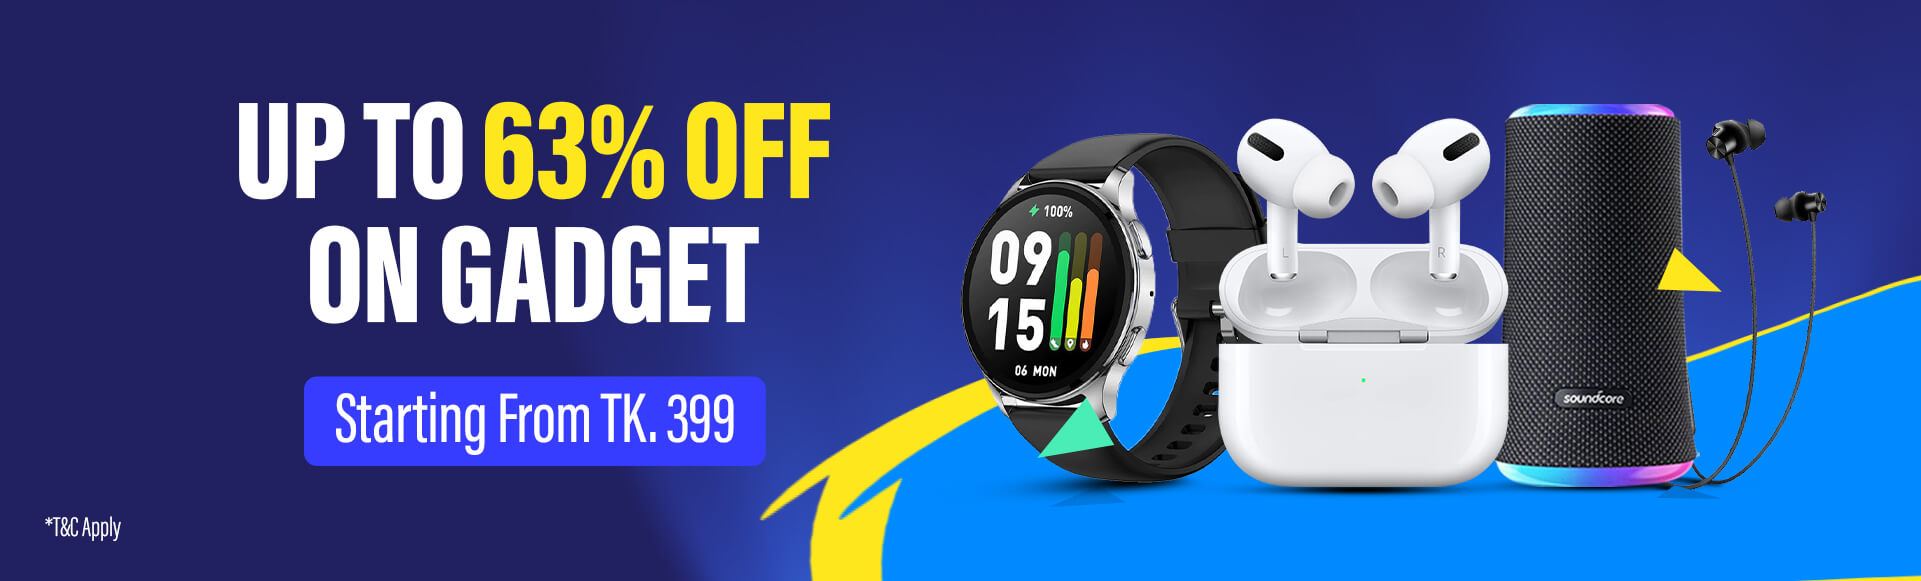 UP TO 63% OFF
ON GADGET
Starting From TK. 399
*T&C Apply
100%
09
15
06 MON
L
R
soundcore